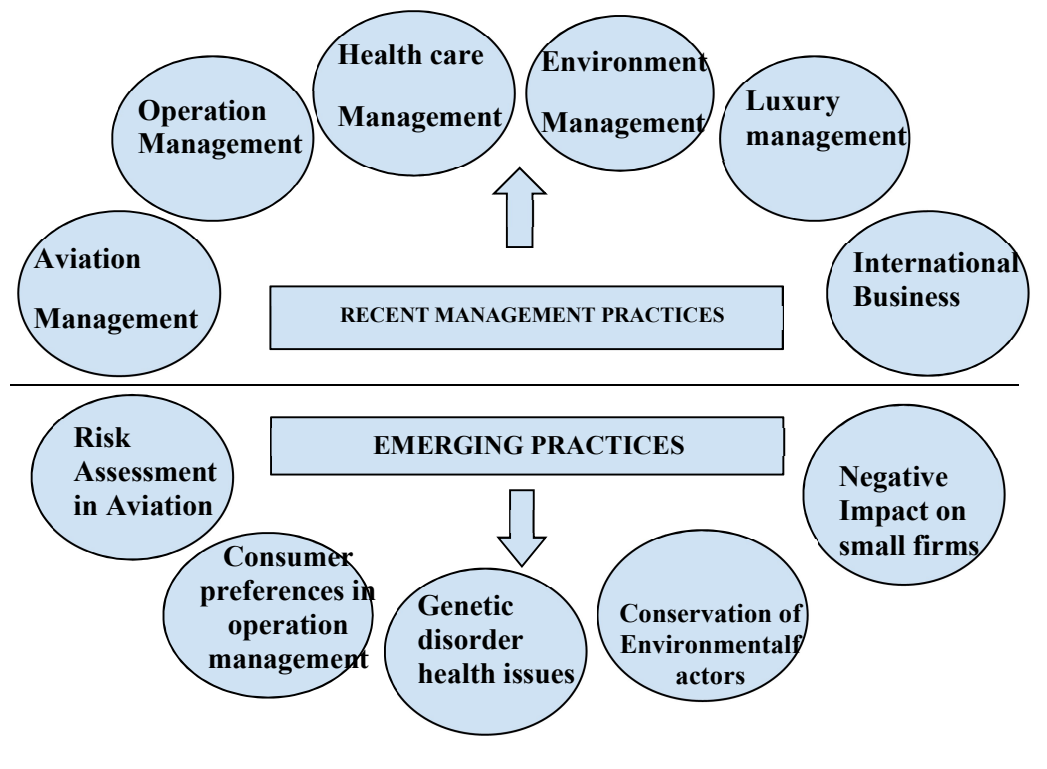 Health care
Management
Environment
Management
Operation
Management
Luxury
management
Aviation
Management
International
Business
RECENT MANAGEMENT PRACTICES
EMERGING PRACTICES
Risk
Assessment
in Aviation
Negative
Impact on
small firms
Consumer
preferences in
operation
management
Genetic
disorder
health issues
Conservation of
Environmentalf
actors